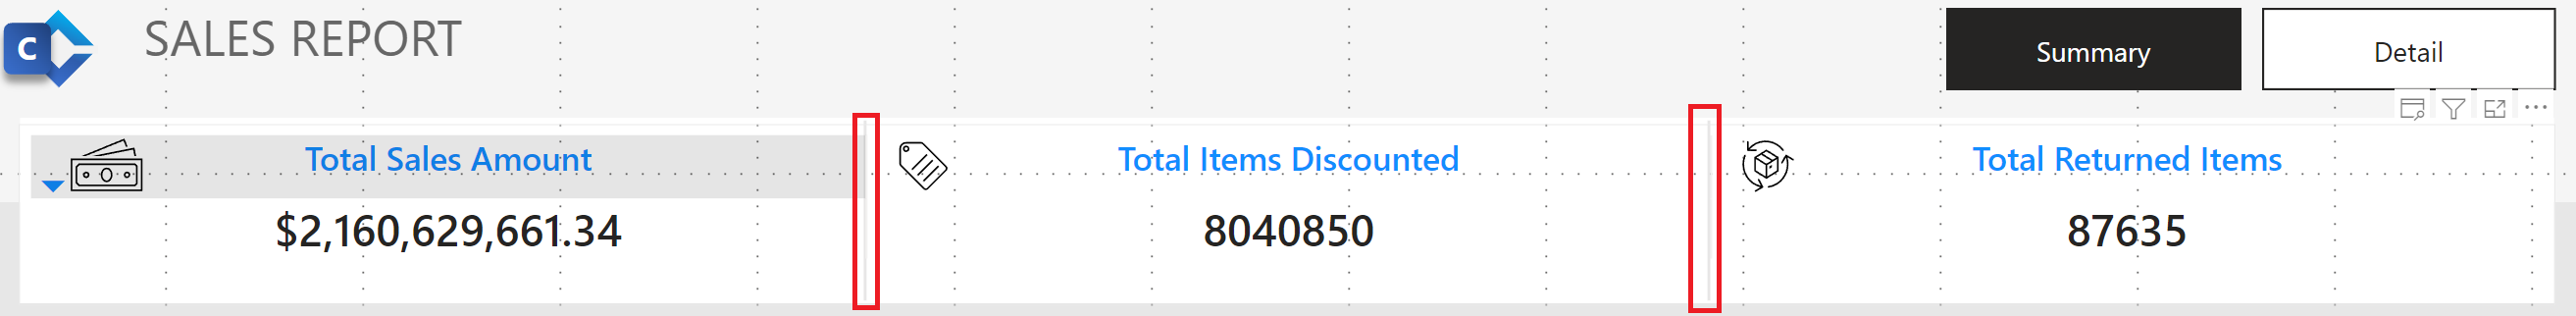 C
SALES REPORT
Summary
Detail
Total Sales Amount
Total Items Discounted
Total Returned Items
$2,160,629,661.34
8040850
87635